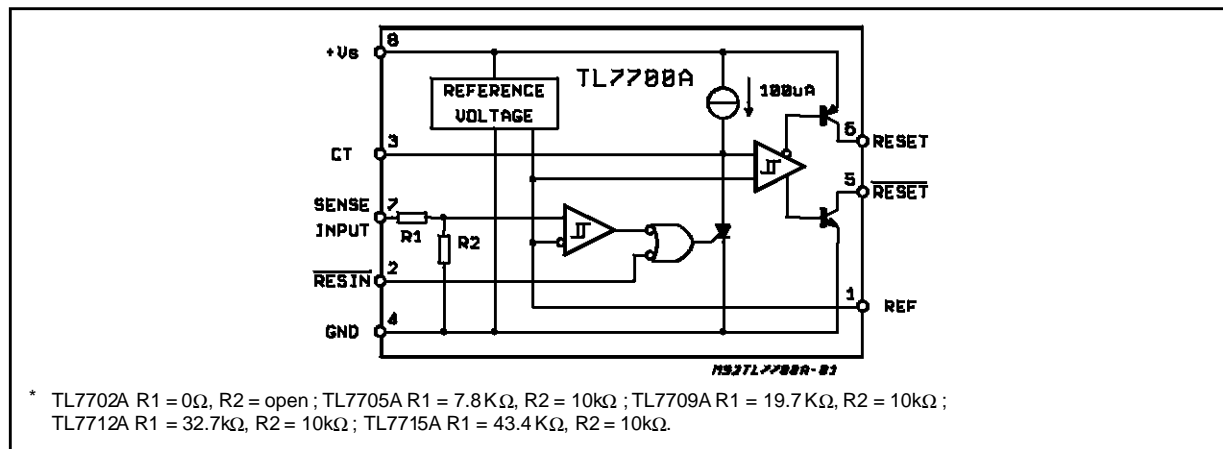 8
+Vs
TL7700A
REFERENCE
VOLTAGE
100uA
6
RESET
3
CT
5
RESET
SENSE
7
INPUT
R1
R2
2
RESIN
1
REF
4
GND
M92TL7700A-01
* TL7702A R1 = 0Ω, R2 = open ; TL7705A R1 = 7.8 KΩ, R2 = 10kΩ ; TL7709A R1 = 19.7 KΩ, R2 = 10kΩ ;
TL7712A R1 = 32.7kΩ, R2 = 10kΩ ; TL7715A R1 = 43.4 KΩ, R2 = 10kΩ.